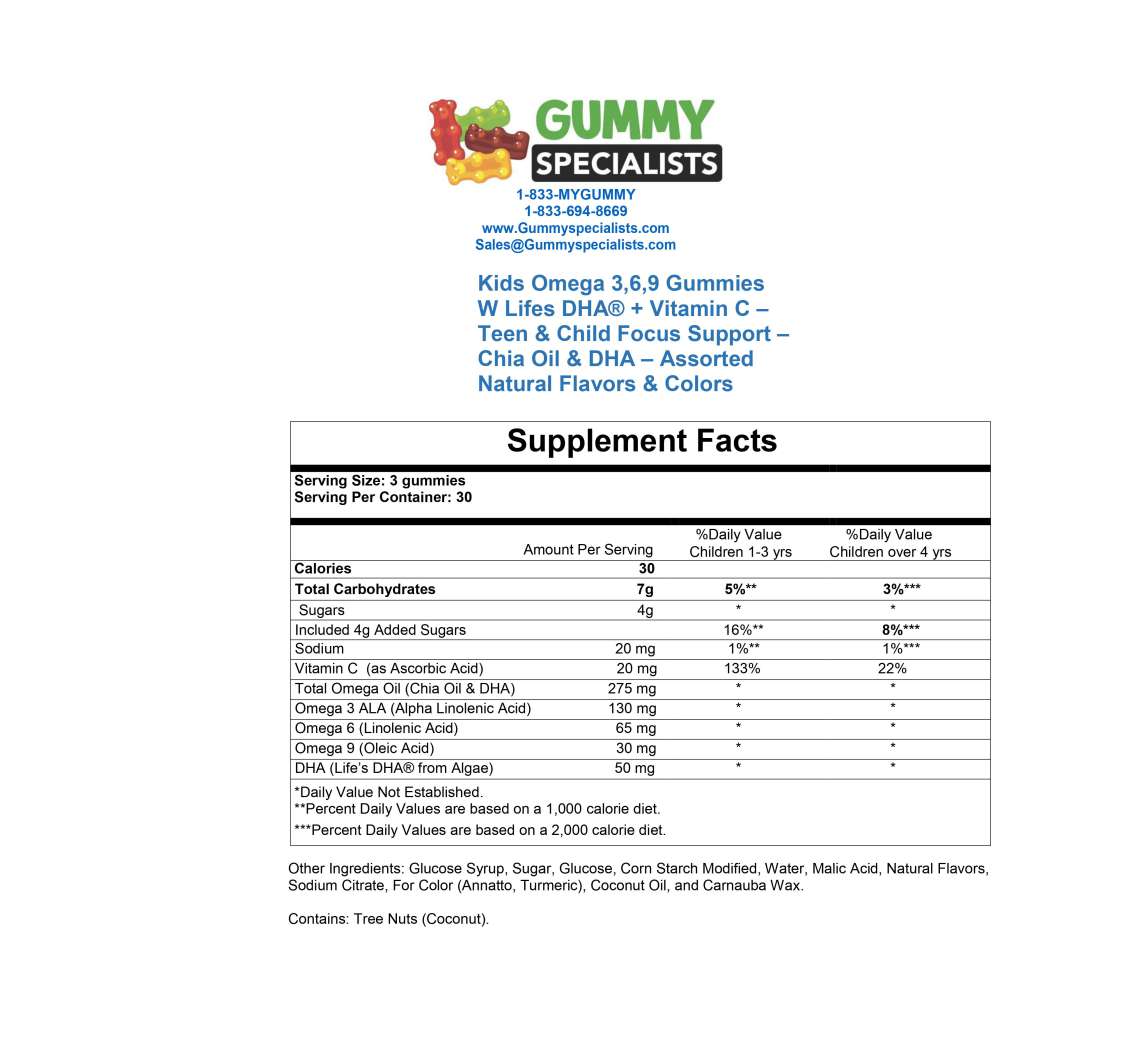 GUMMY
SPECIALISTS
1-833-MYGUMMY
1-833-694-8669
www.Gummyspecialists.com
Sales@Gummyspecialists.com
Kids Omega 3,6,9 Gummies
W Lifes DHA® + Vitamin C –
Teen & Child Focus Support –
Chia Oil & DHA – Assorted
Natural Flavors & Colors
Supplement Facts
Serving Size: 3 gummies
Serving Per Container: 30
Amount Per Serving %Daily Value Children 1-3 yrs %Daily Value Children over 4 yrs
Calories 30
Total Carbohydrates 7g 5%** 3%***
Sugars 4g * *
Included 4g Added Sugars 16%** 8%***
Sodium 20 mg 1%** 1%***
Vitamin C (as Ascorbic Acid) 20 mg 133% 22%
Total Omega Oil (Chia Oil & DHA) 275 mg * *
Omega 3 ALA (Alpha Linolenic Acid) 130 mg * *
Omega 6 (Linolenic Acid) 65 mg * *
Omega 9 (Oleic Acid) 30 mg * *
DHA (Life's DHA® from Algae) 50 mg * *
*Daily Value Not Established.
**Percent Daily Values are based on a 1,000 calorie diet.
***Percent Daily Values are based on a 2,000 calorie diet.
Other Ingredients: Glucose Syrup, Sugar, Glucose, Corn Starch Modified, Water, Malic Acid, Natural Flavors,
Sodium Citrate, For Color (Annatto, Turmeric), Coconut Oil, and Carnauba Wax.
Contains: Tree Nuts (Coconut).